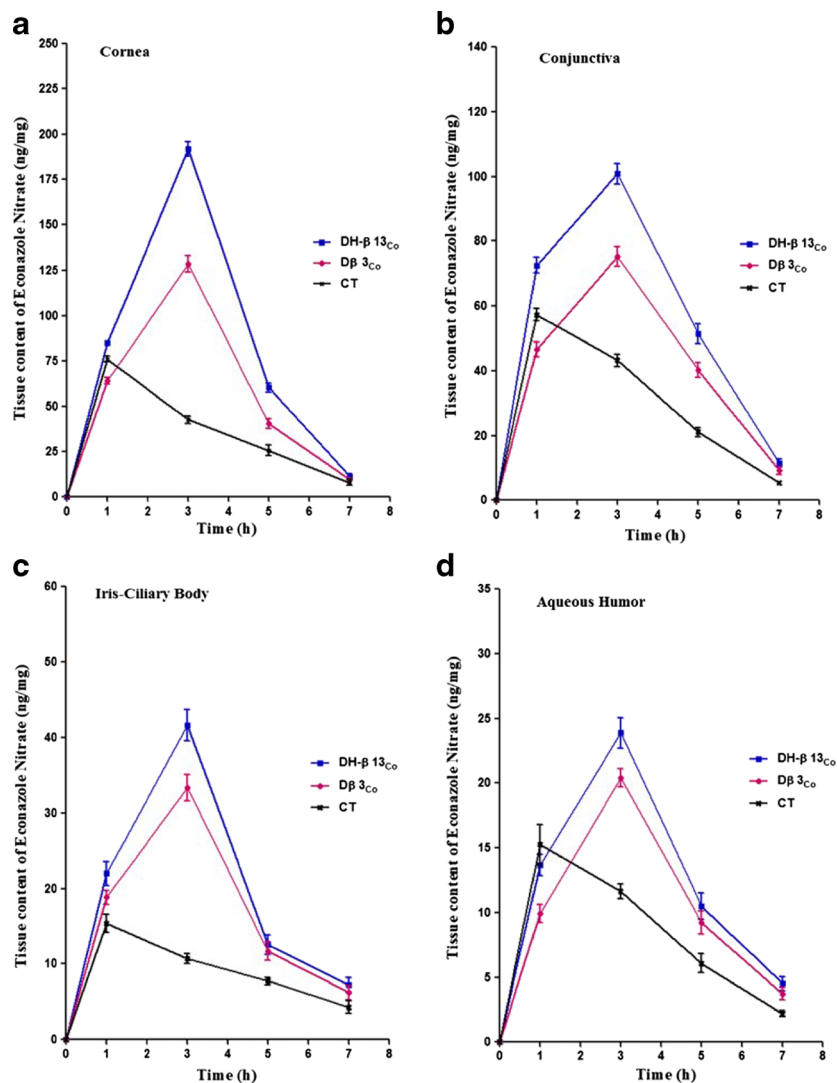 a
Cornea
Tissue content of Econazole Nitrate (ng/mg)
250
225
200
175
150
125
100
75
50
25
0
0 1 2 3 4 5 6 7 8
Time (h)
DH-β 13Co
Dβ 3Co
CT
b
Conjunctiva
Tissue content of Econazole Nitrate (ng/mg)
140
120
100
80
60
40
20
0
0 1 2 3 4 5 6 7 8
Time (h)
DH-β 13Co
Dβ 3Co
CT
c
Iris-Ciliary Body
Tissue content of Econazole Nitrate (ng/mg)
60
50
40
30
20
10
0
0 1 2 3 4 5 6 7 8
Time (h)
DH-β 13Co
Dβ 3Co
CT
d
Aqueous Humor
Tissue content of Econazole Nitrate (ng/mg)
35
30
25
20
15
10
5
0
0 1 2 3 4 5 6 7 8
Time (h)
DH-β 13Co
Dβ 3Co
CT